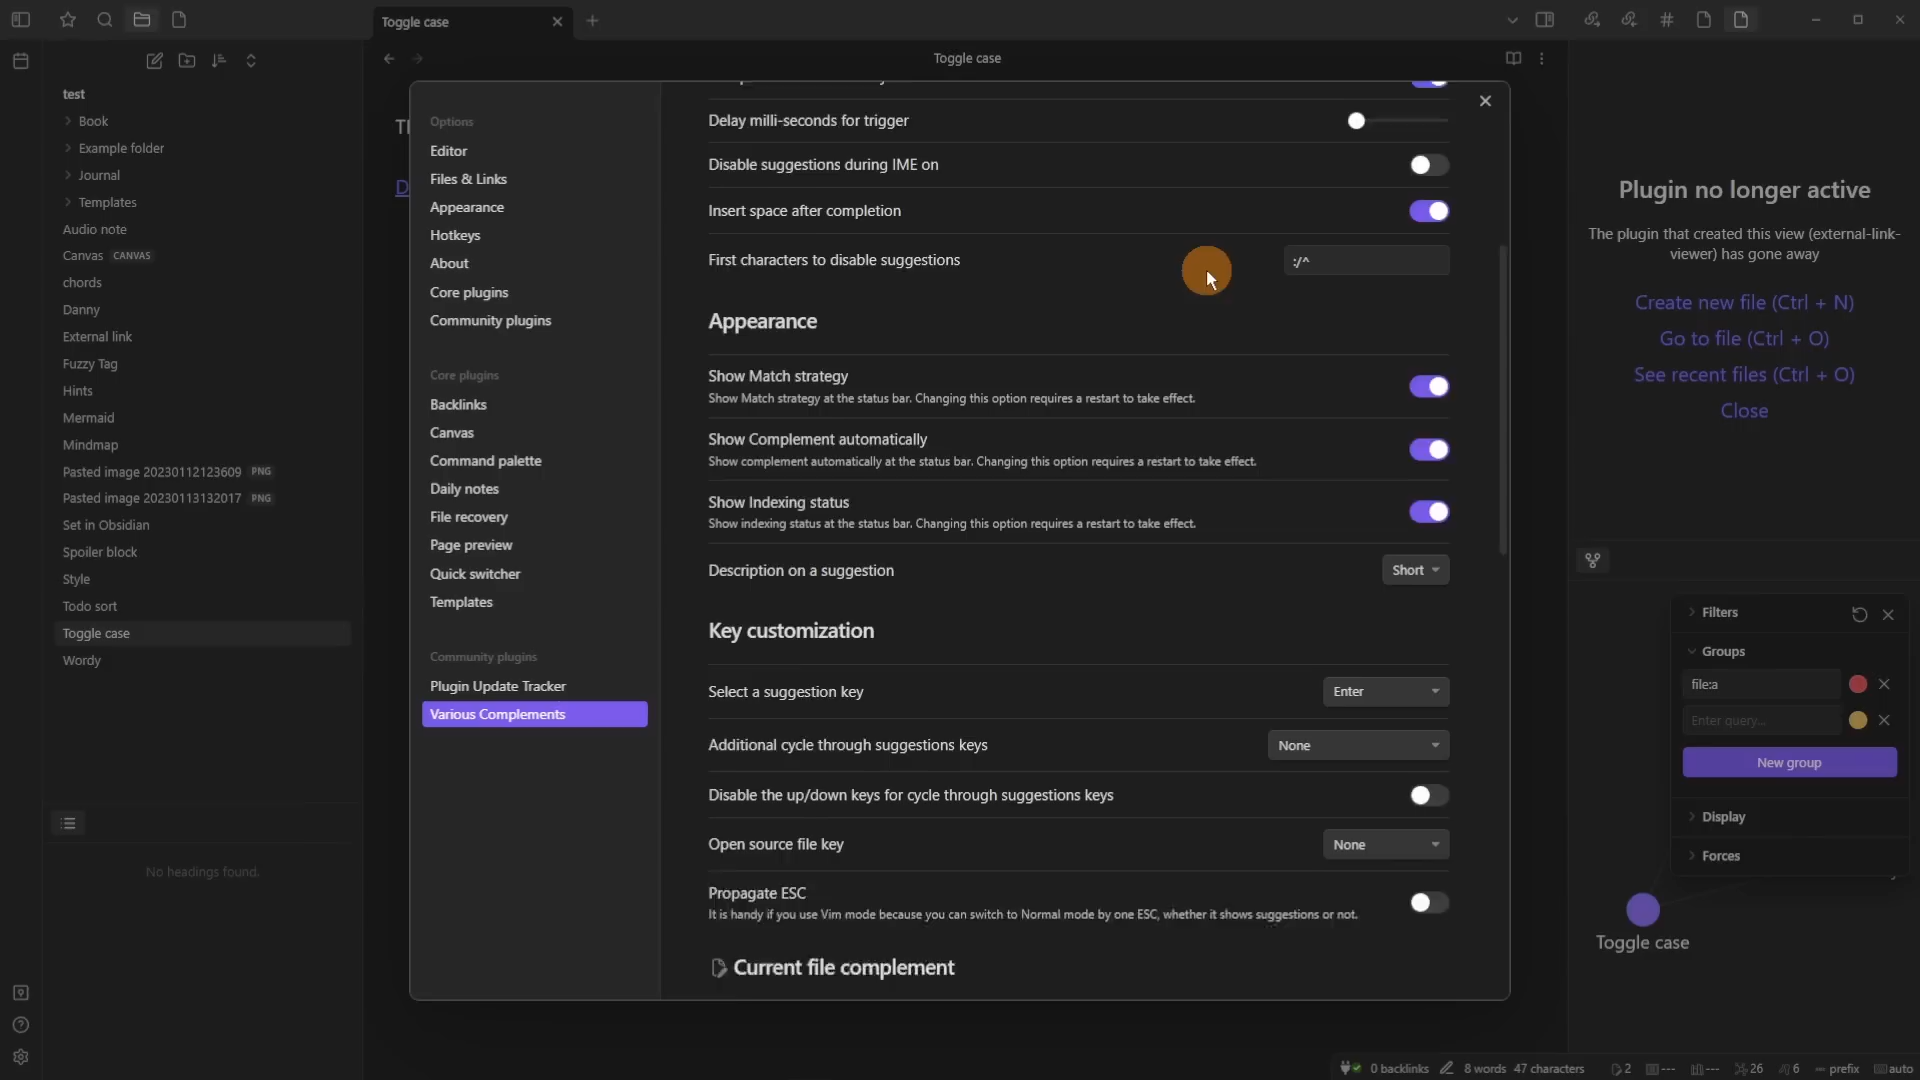 Toggle case
Toggle case
test
Book
Example folder
Journal
Templates
Audio note
Canvas CANVAS
chords
Danny
External link
Fuzzy Tag
Hints
Mermaid
Mindmap
Pasted image 20230112123609 PNG
Pasted image 20230113132017 PNG
Set in Obsidian
Spoiler block
Style
Todo sort
Toggle case
Wordy
No headings found.
Options
Editor
Files & Links
Appearance
Hotkeys
About
Core plugins
Community plugins
Core plugins
Backlinks
Canvas
Command palette
Daily notes
File recovery
Page preview
Quick switcher
Templates
Community plugins
Plugin Update Tracker
Various Complements
Delay milli-seconds for trigger
Disable suggestions during IME on
Insert space after completion
First characters to disable suggestions :/^
Appearance
Show Match strategy
Show Match strategy at the status bar. Changing this option requires a restart to take effect.
Show Complement automatically
Show complement automatically at the status bar. Changing this option requires a restart to take effect.
Show Indexing status
Show indexing status at the status bar. Changing this option requires a restart to take effect.
Description on a suggestion Short
Key customization
Select a suggestion key Enter
Additional cycle through suggestions keys None
Disable the up/down keys for cycle through suggestions keys
Open source file key None
Propagate ESC
It is handy if you use Vim mode because you can switch to Normal mode by one ESC, whether it shows suggestions or not.
Current file complement
Plugin no longer active
The plugin that created this view (external-link-
viewer) has gone away
Create new file (Ctrl + N)
Go to file (Ctrl + O)
See recent files (Ctrl + O)
Close
Filters
Groups
file:a
Enter query...
New group
Display
Forces
Toggle case
0 backlinks 8 words 47 characters 2 --- --- 26 6 prefix auto